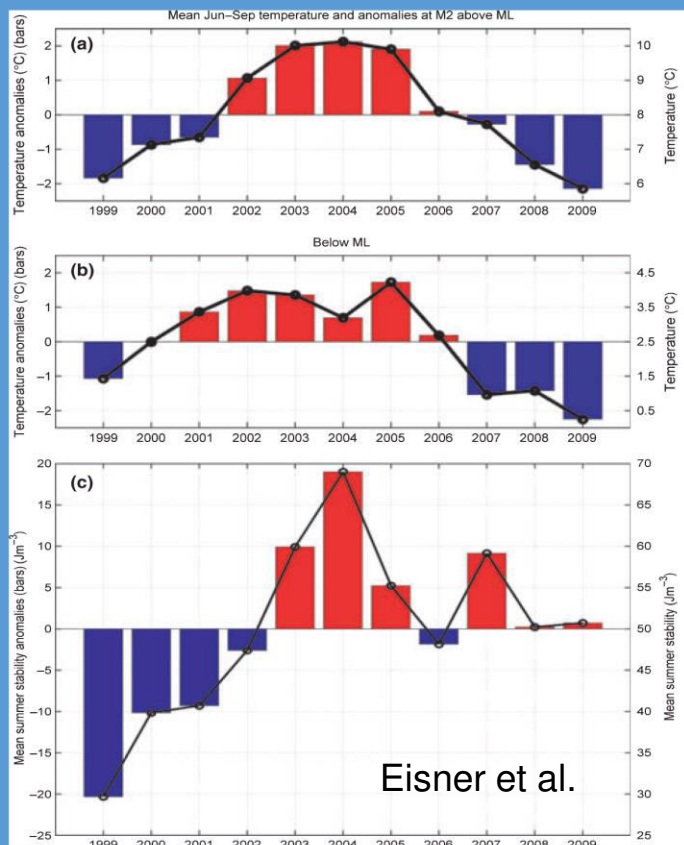 Mean Jun–Sep temperature and anomalies at M2 above ML
(a)
Temperature anomalies (°C) (bars)
2
1
0
−1
−2
10
9
8
7
6
Temperature (°C)
1999 2000 2001 2002 2003 2004 2005 2006 2007 2008 2009
Below ML
(b)
Temperature anomalies (°C) (bars)
2
1
0
−1
−2
4.5
3.5
2.5
1.5
0.5
Temperature (°C)
1999 2000 2001 2002 2003 2004 2005 2006 2007 2008 2009
(c)
Mean summer stability anomalies (bars) (Jm⁻³)
20
15
10
5
0
−5
−10
−15
−20
−25
70
65
60
55
50
45
40
35
30
25
Mean summer stability (Jm⁻³)
Eisner et al.
1999 2000 2001 2002 2003 2004 2005 2006 2007 2008 2009